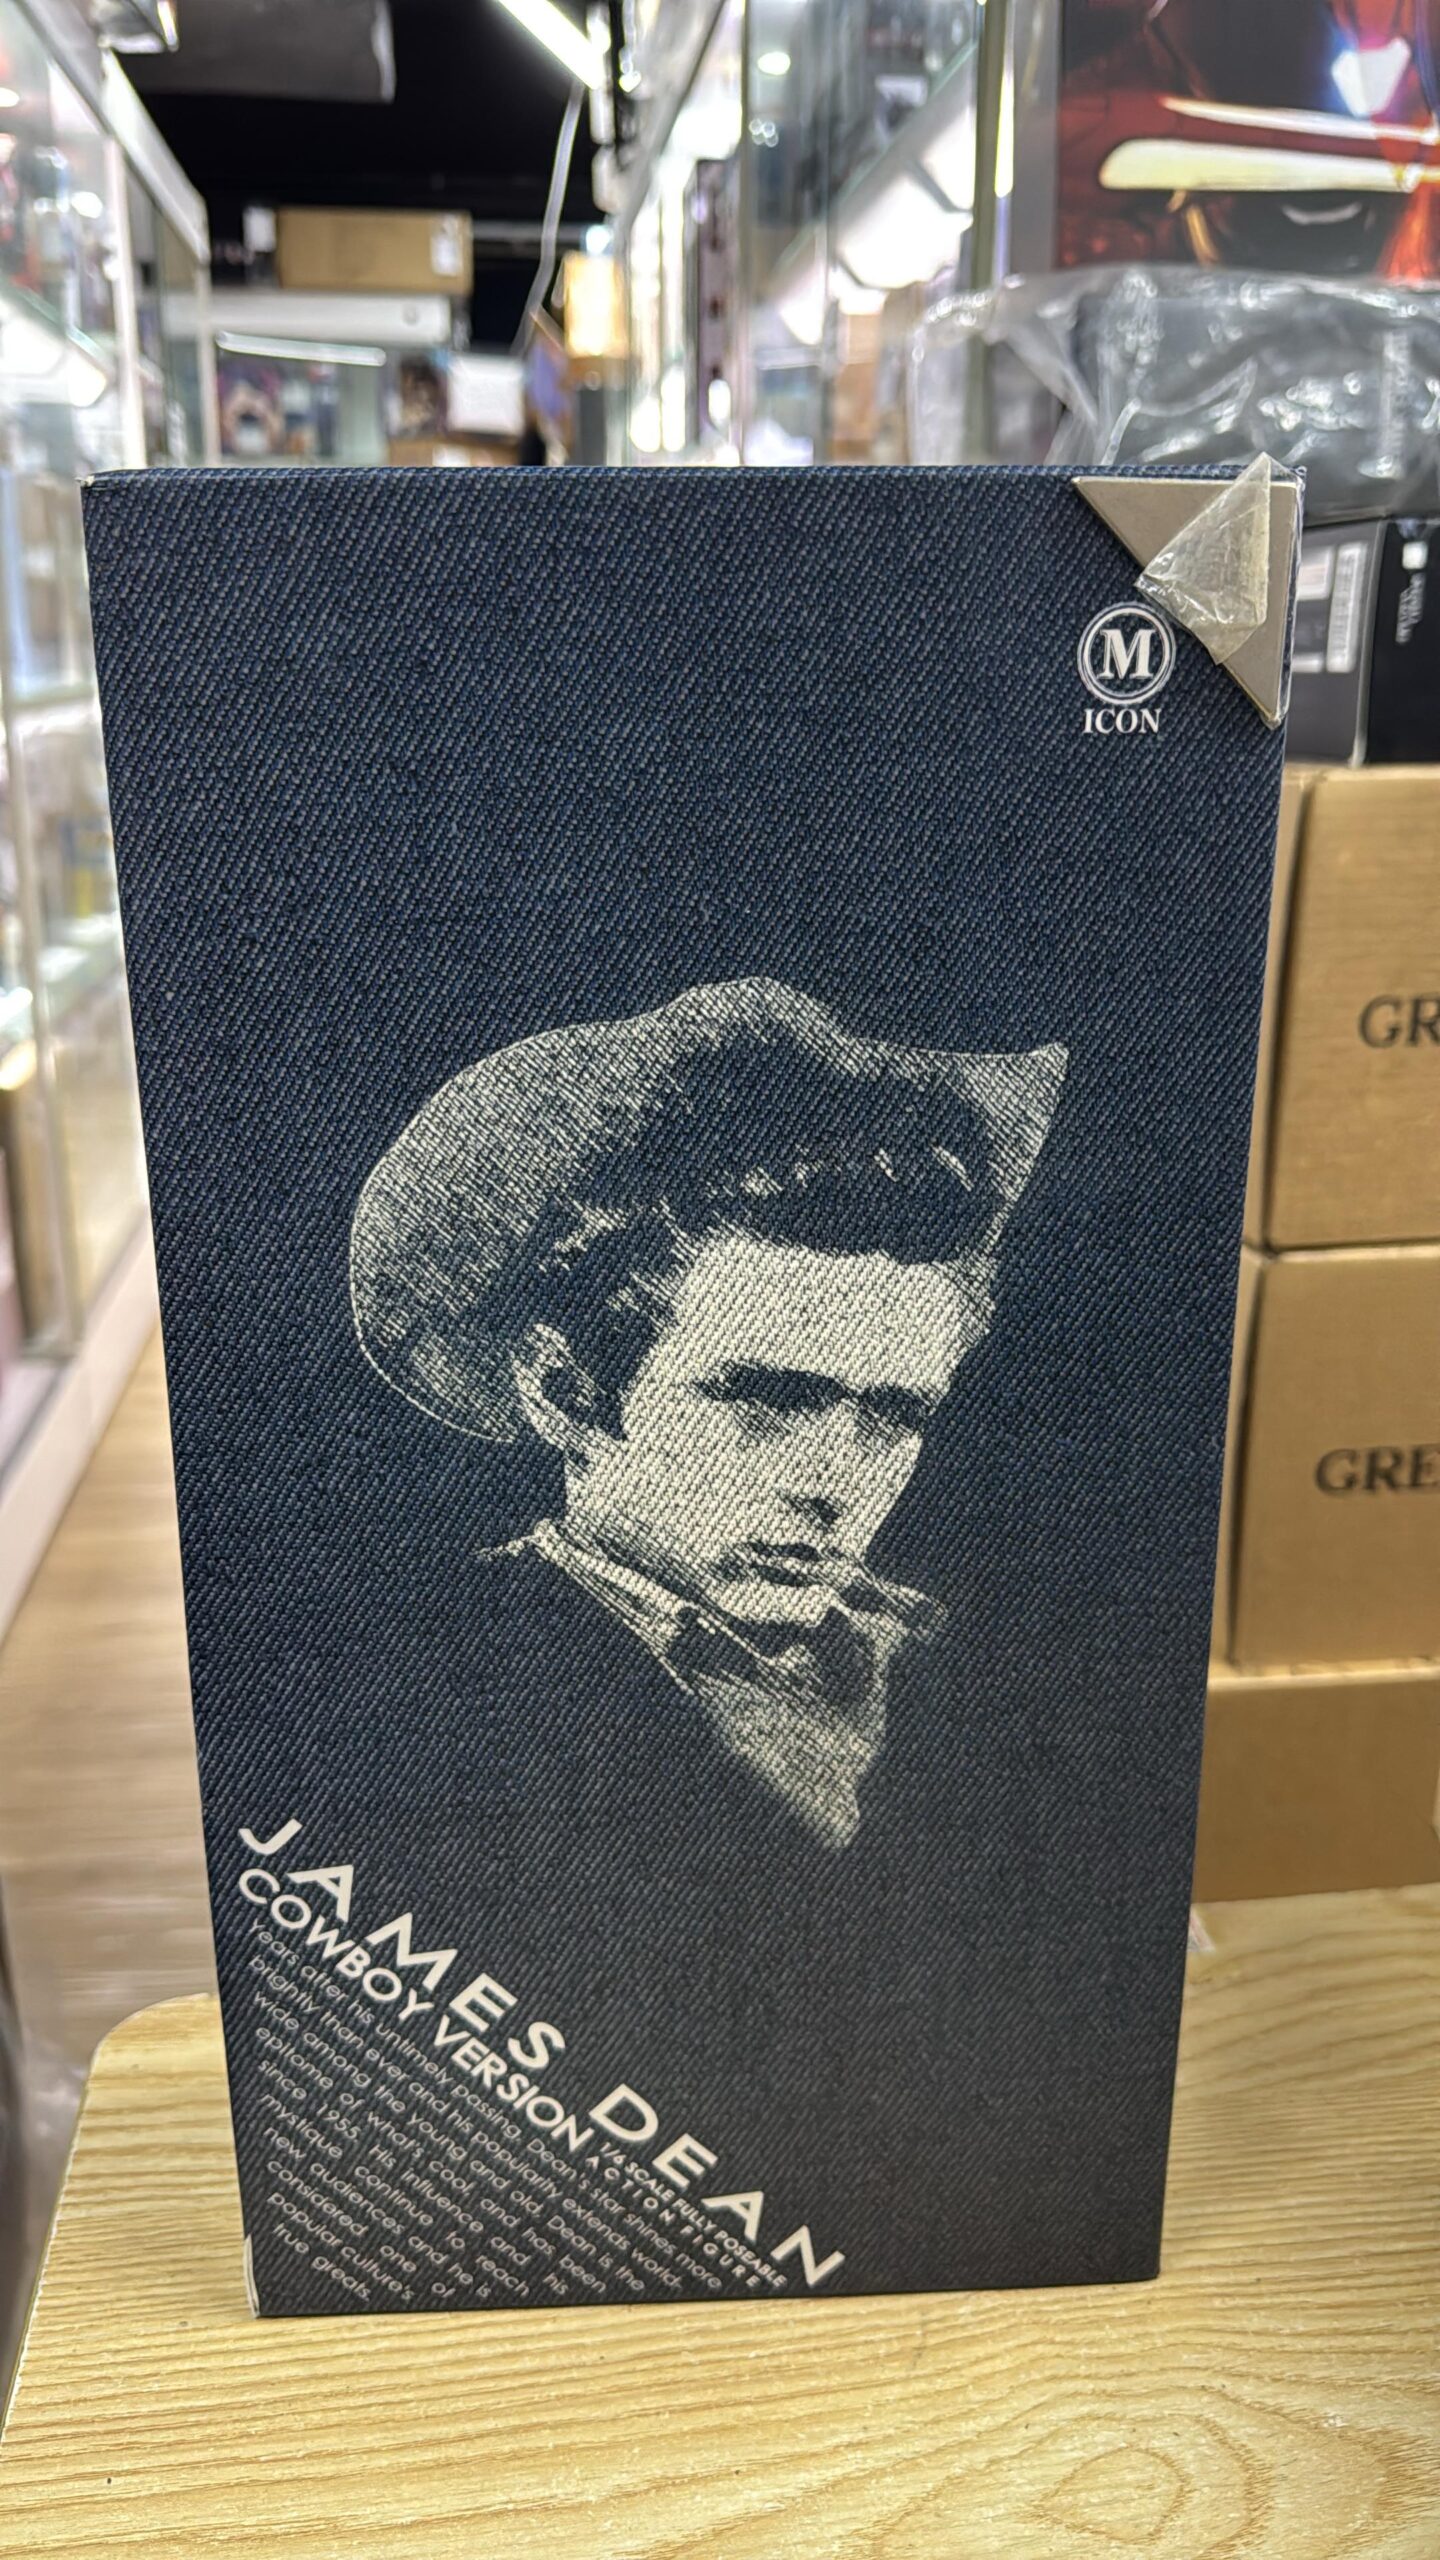 M
ICON
JAMES DEAN
COWBOY VERSION
1/6 SCALE FULLY POSEABLE
ACTION FIGURE
Years after his untimely passing, Dean's star shines more
brightly than ever and his popularity extends world-
wide among the young and old. Dean is the
epitome of what's cool, and has been
since 1955. His influence and his
mystique continue to reach
new audiences and he is
considered one of
popular culture's
true greats.
GR
GRE